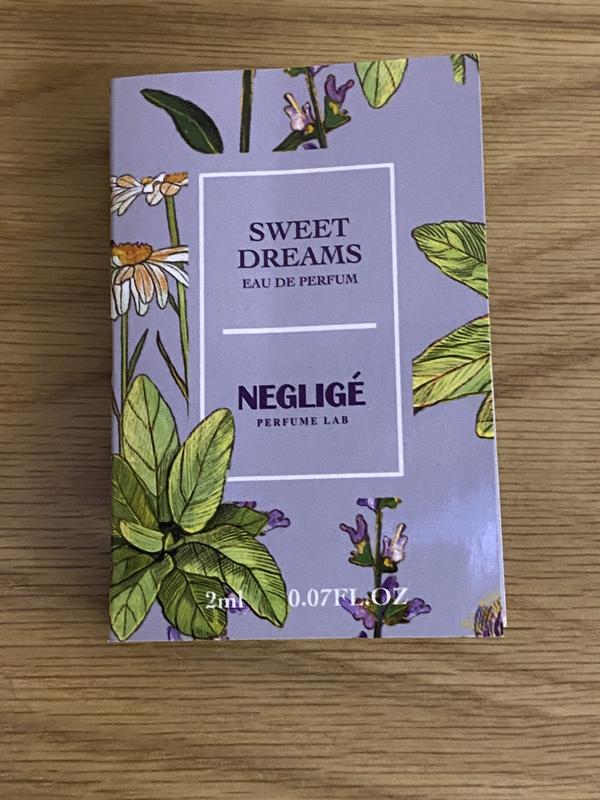 SWEET
DREAMS
EAU DE PERFUM
NEGLIGÉ
PERFUME LAB
2ml 0.07FL.OZ